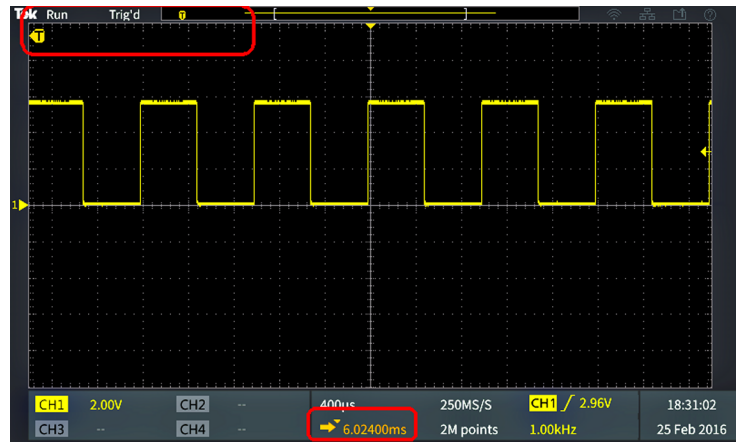 Tek Run Trig'd T
T
1
CH1 2.00V CH2 -- 400µs 250MS/S CH1 2.96V 18:31:02
CH3 -- CH4 -- 6.02400ms 2M points 1.00kHz 25 Feb 2016